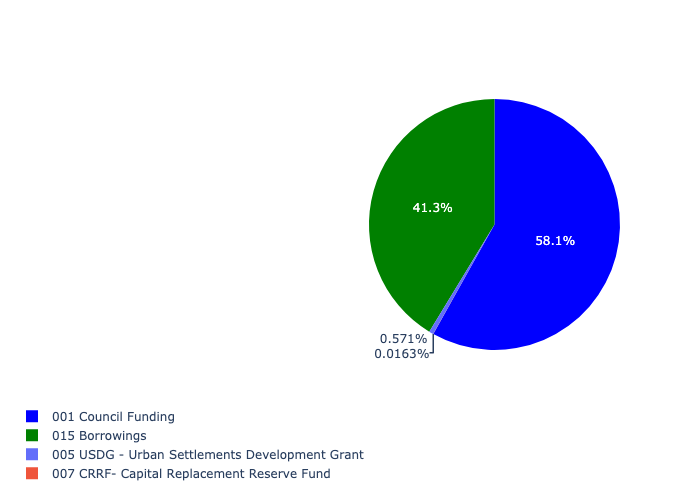 41.3%
58.1%
0.571%
0.0163%
001 Council Funding
015 Borrowings
005 USDG - Urban Settlements Development Grant
007 CRRF- Capital Replacement Reserve Fund